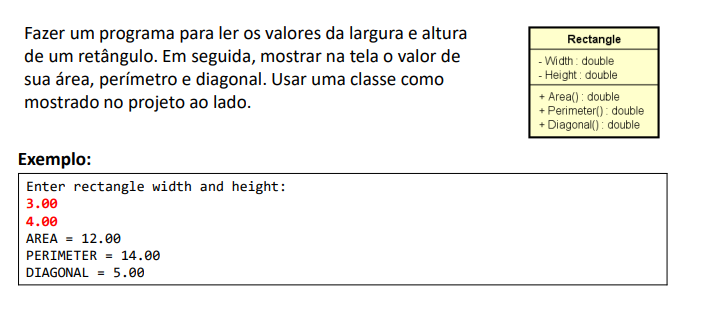 Fazer um programa para ler os valores da largura e altura
de um retângulo. Em seguida, mostrar na tela o valor de
sua área, perímetro e diagonal. Usar uma classe como
mostrado no projeto ao lado.
Rectangle
- Width : double
- Height : double
+ Area() : double
+ Perimeter() : double
+ Diagonal() : double
Exemplo:
Enter rectangle width and height:
3.00
4.00
AREA = 12.00
PERIMETER = 14.00
DIAGONAL = 5.00